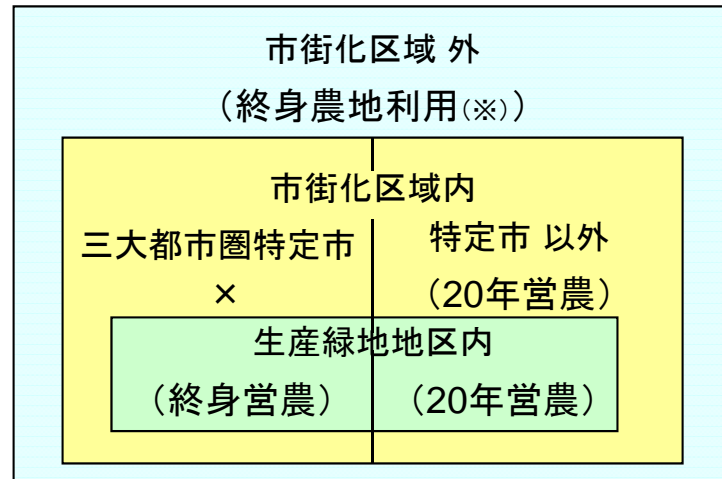 市街化区域 外
（終身農地利用(※)）
市街化区域内
三大都市圏特定市
×
特定市 以外
（20年営農）
生産緑地地区内
（終身営農）
（20年営農）